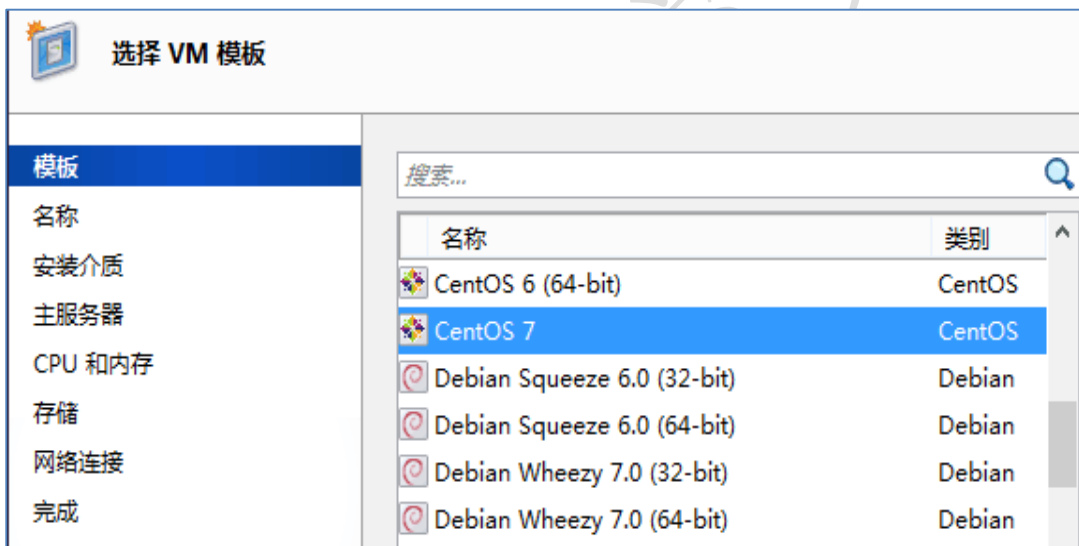 选择 VM 模板
模板
名称
安装介质
主服务器
CPU 和内存
存储
网络连接
完成
搜索...
名称 类别
CentOS 6 (64-bit) CentOS
CentOS 7 CentOS
Debian Squeeze 6.0 (32-bit) Debian
Debian Squeeze 6.0 (64-bit) Debian
Debian Wheezy 7.0 (32-bit) Debian
Debian Wheezy 7.0 (64-bit) Debian